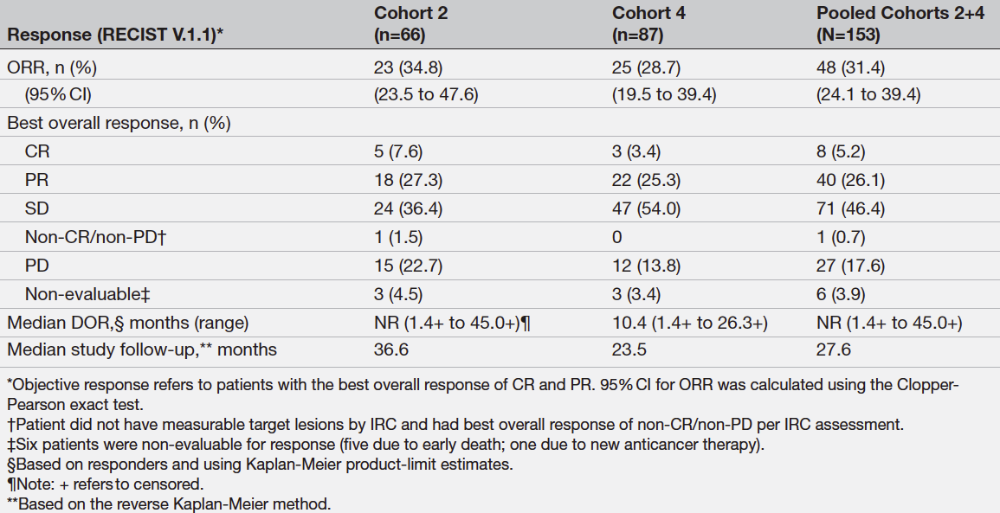 Response (RECIST V.1.1)* Cohort 2 (n=66) Cohort 4 (n=87) Pooled Cohorts 2+4 (N=153)
ORR, n (%) 23 (34.8) 25 (28.7) 48 (31.4)
(95% CI) (23.5 to 47.6) (19.5 to 39.4) (24.1 to 39.4)
Best overall response, n (%)
CR 5 (7.6) 3 (3.4) 8 (5.2)
PR 18 (27.3) 22 (25.3) 40 (26.1)
SD 24 (36.4) 47 (54.0) 71 (46.4)
Non-CR/non-PD† 1 (1.5) 0 1 (0.7)
PD 15 (22.7) 12 (13.8) 27 (17.6)
Non-evaluable‡ 3 (4.5) 3 (3.4) 6 (3.9)
Median DOR,§ months (range) NR (1.4+ to 45.0+)¶ 10.4 (1.4+ to 26.3+) NR (1.4+ to 45.0+)
Median study follow-up,** months 36.6 23.5 27.6
*Objective response refers to patients with the best overall response of CR and PR. 95% CI for ORR was calculated using the Clopper-
Pearson exact test.
†Patient did not have measurable target lesions by IRC and had best overall response of non-CR/non-PD per IRC assessment.
‡Six patients were non-evaluable for response (five due to early death; one due to new anticancer therapy).
§Based on responders and using Kaplan-Meier product-limit estimates.
¶Note: + refers to censored.
**Based on the reverse Kaplan-Meier method.